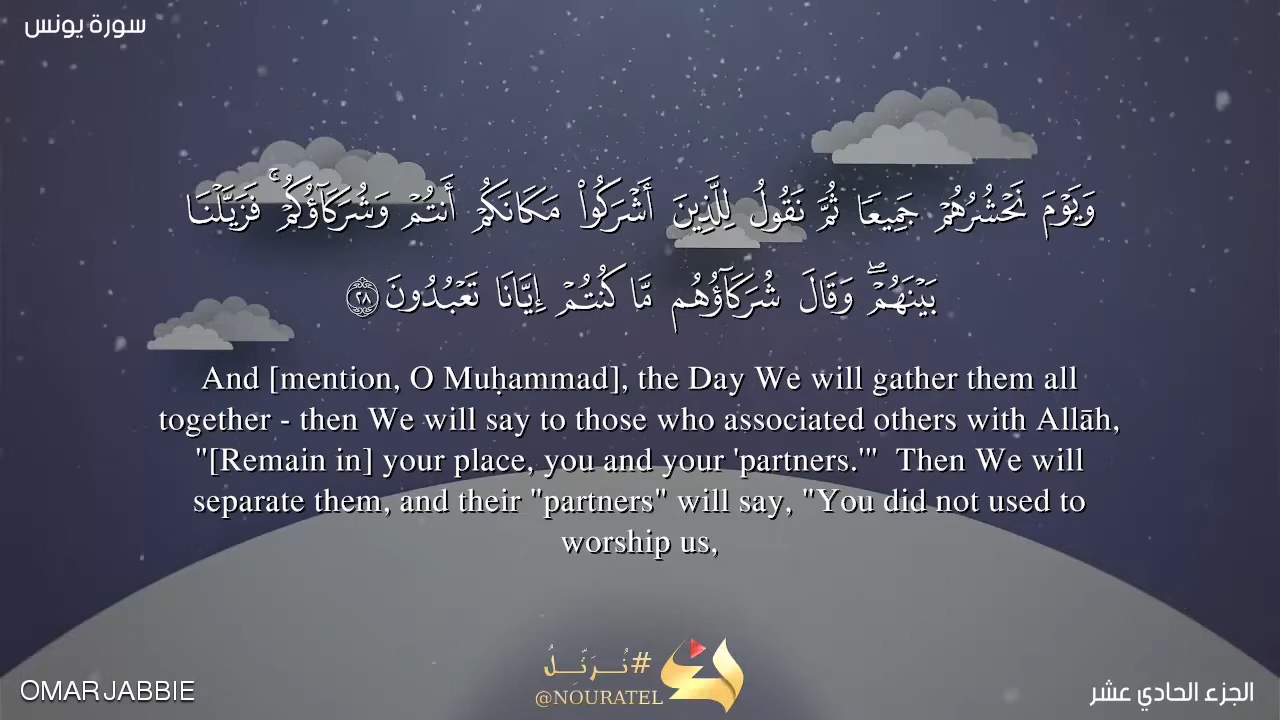 سورة يونس
وَيَوْمَ نَحْشُرُهُمْ جَمِيعًا ثُمَّ نَقُولُ لِلَّذِينَ أَشْرَكُوا۟ مَكَانَكُمْ أَنتُمْ وَشُرَكَآؤُكُمْ ۚ فَزَيَّلْنَا
بَيْنَهُمْ ۖ وَقَالَ شُرَكَآؤُهُم مَّا كُنتُمْ إِيَّانَا تَعْبُدُونَ ٢٨
And [mention, O Muḥammad], the Day We will gather them all
together - then We will say to those who associated others with Allāh,
"[Remain in] your place, you and your 'partners.'" Then We will
separate them, and their "partners" will say, "You did not used to
worship us,
#نُرَتِّلُ
@NOURATEL
OMAR JABBIE
الجزء الحادي عشر